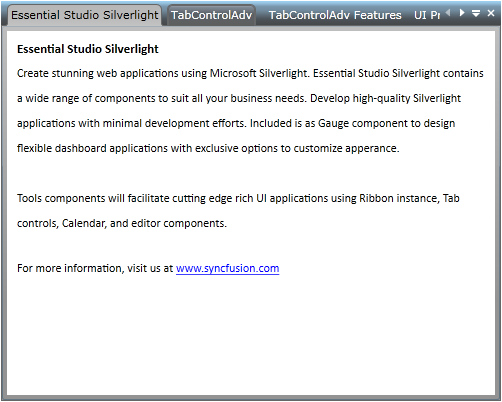 Essential Studio Silverlight TabControlAdv TabControlAdv Features UI Pr
Essential Studio Silverlight
Create stunning web applications using Microsoft Silverlight. Essential Studio Silverlight contains
a wide range of components to suit all your business needs. Develop high-quality Silverlight
applications with minimal development efforts. Included is as Gauge component to design
flexible dashboard applications with exclusive options to customize apperance.
Tools components will facilitate cutting edge rich UI applications using Ribbon instance, Tab
controls, Calendar, and editor components.
For more information, visit us at www.syncfusion.com